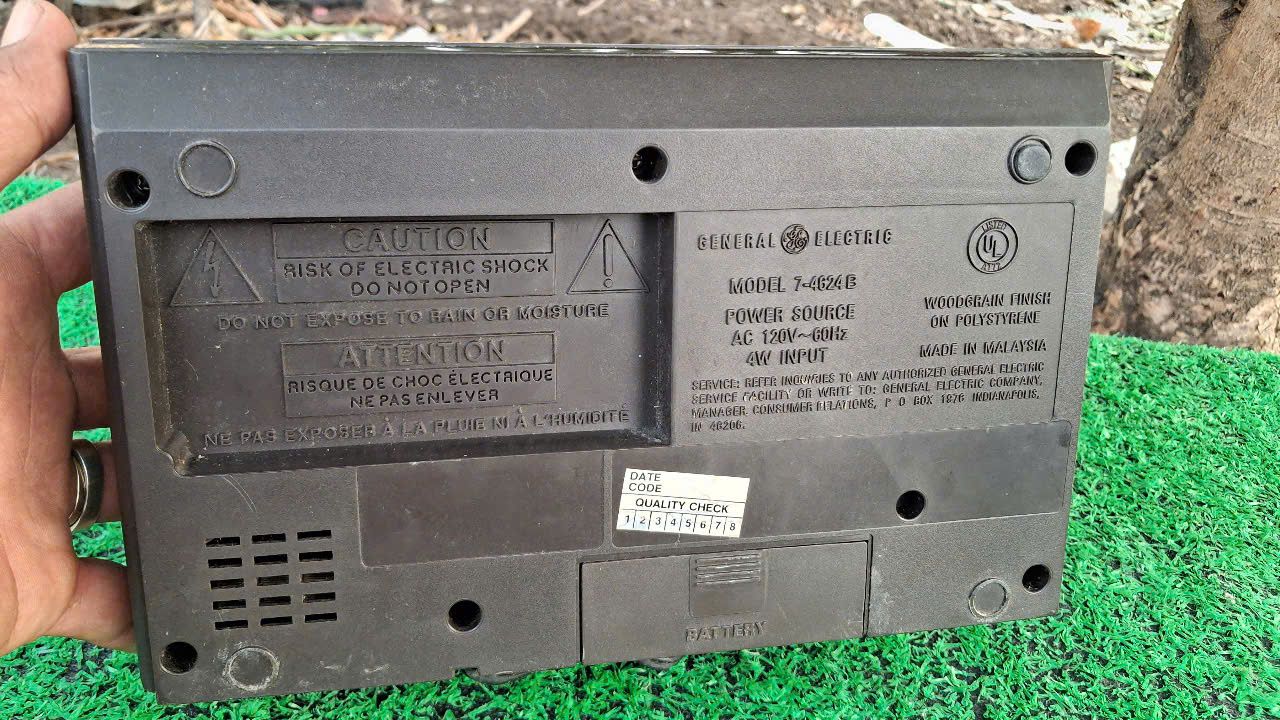 CAUTION
RISK OF ELECTRIC SHOCK
DO NOT OPEN
DO NOT EXPOSE TO RAIN OR MOISTURE
ATTENTION
RISQUE DE CHOC ÉLECTRIQUE
NE PAS ENLEVER
NE PAS EXPOSER À LA PLUIE NI À L'HUMIDITÉ
GENERAL GE ELECTRIC
MODEL 7-4624B
POWER SOURCE
AC 120V~60Hz
4W INPUT
LISTED
UL
WOODGRAIN FINISH
ON POLYSTYRENE
MADE IN MALAYSIA
SERVICE: REFER INQUIRIES TO ANY AUTHORIZED GENERAL ELECTRIC
SERVICE FACILITY OR WRITE TO: GENERAL ELECTRIC COMPANY,
MANAGER, CONSUMER RELATIONS, P O BOX 1976 INDIANAPOLIS,
IN 46206.
DATE
CODE
QUALITY CHECK
1 2 3 4 5 6 7 8
BATTERY